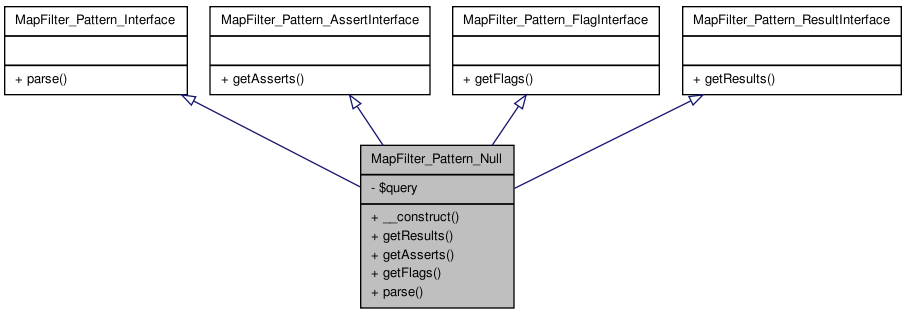 MapFilter_Pattern_Interface
+ parse()
MapFilter_Pattern_AssertInterface
+ getAsserts()
MapFilter_Pattern_FlagInterface
+ getFlags()
MapFilter_Pattern_ResultInterface
+ getResults()
MapFilter_Pattern_Null
- $query
+ __construct()
+ getResults()
+ getAsserts()
+ getFlags()
+ parse()